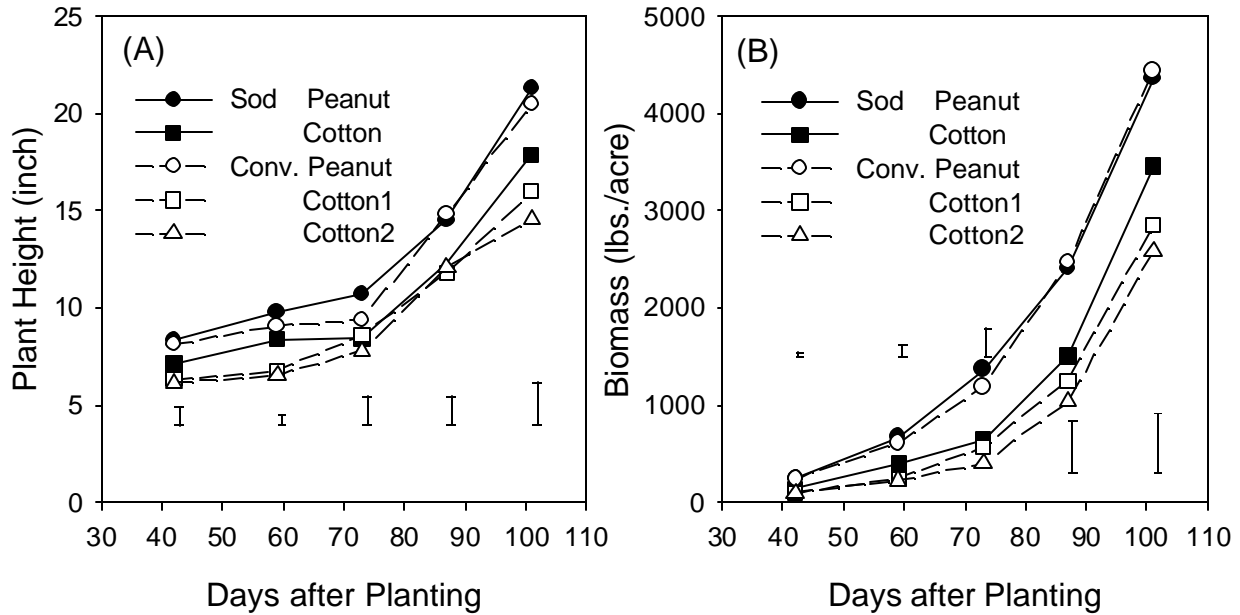 (A)
Sod Peanut
Cotton
Conv. Peanut
Cotton1
Cotton2
Plant Height (inch)
25
20
15
10
5
0
30 40 50 60 70 80 90 100 110
Days after Planting
(B)
Sod Peanut
Cotton
Conv. Peanut
Cotton1
Cotton2
Biomass (lbs./acre)
5000
4000
3000
2000
1000
0
30 40 50 60 70 80 90 100 110
Days after Planting